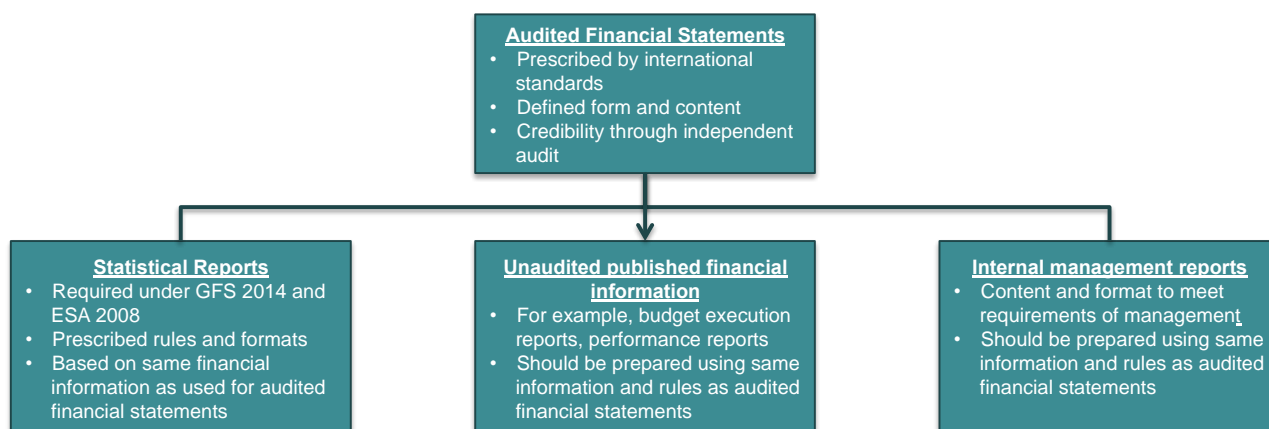 Audited Financial Statements
• Prescribed by international
standards
• Defined form and content
• Credibility through independent
audit
Statistical Reports
• Required under GFS 2014 and
ESA 2008
• Prescribed rules and formats
• Based on same financial
information as used for audited
financial statements
Unaudited published financial
information
• For example, budget execution
reports, performance reports
• Should be prepared using same
information and rules as audited
financial statements
Internal management reports
• Content and format to meet
requirements of management
• Should be prepared using same
information and rules as audited
financial statements